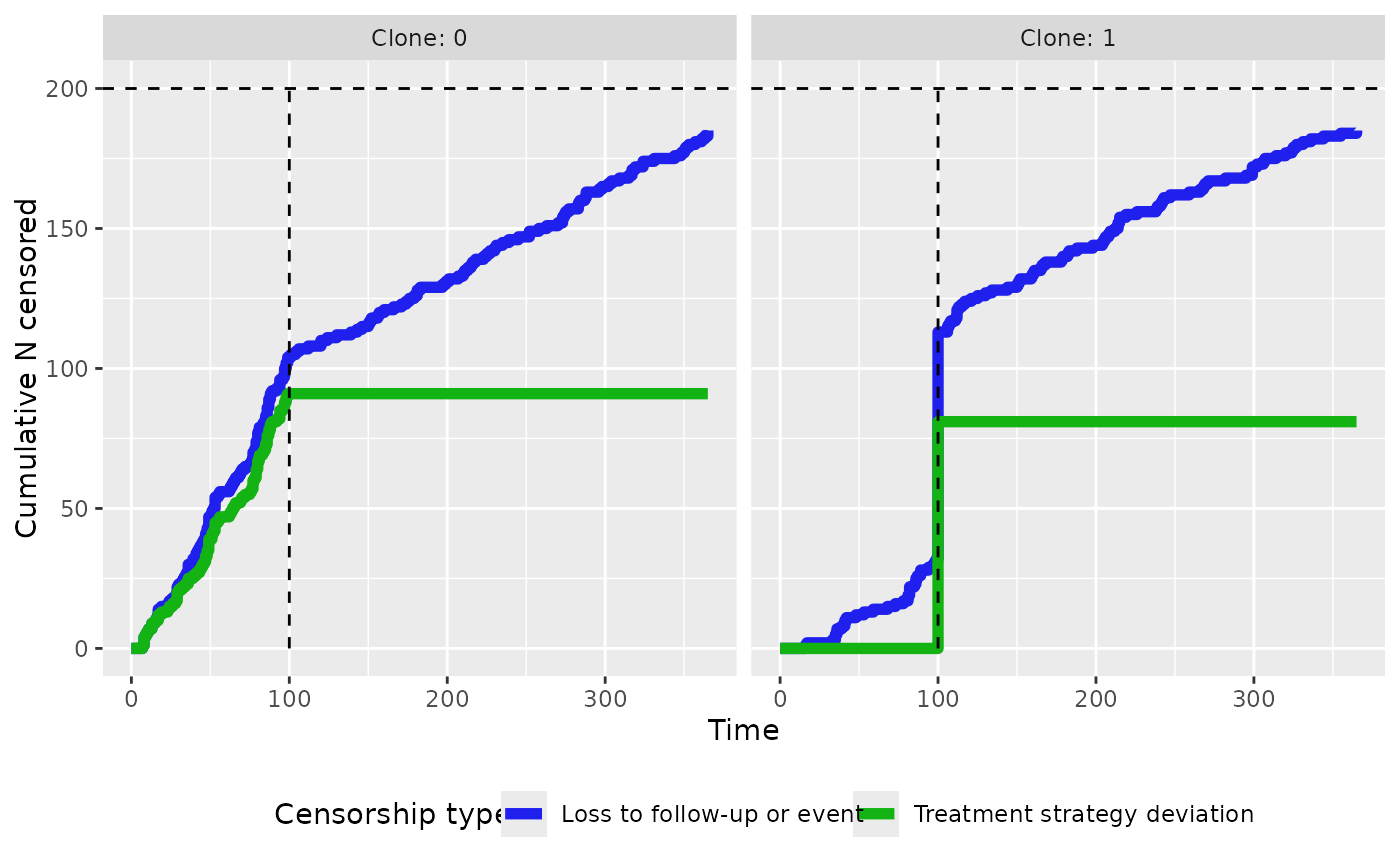 Clone: 0
Clone: 1
Cumulative N censored
200
150
100
50
0
0 100 200 300
0 100 200 300
Time
Censorship type
Loss to follow-up or event
Treatment strategy deviation